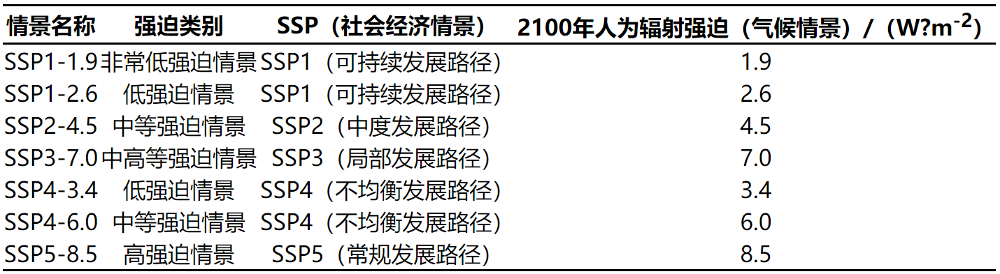 情景名称 强迫类别 SSP（社会经济情景） 2100年人为辐射强迫（气候情景）/（W?m-2）
SSP1-1.9 非常低强迫情景 SSP1（可持续发展路径） 1.9
SSP1-2.6 低强迫情景 SSP1（可持续发展路径） 2.6
SSP2-4.5 中等强迫情景 SSP2（中度发展路径） 4.5
SSP3-7.0 中高等强迫情景 SSP3（局部发展路径） 7.0
SSP4-3.4 低强迫情景 SSP4（不均衡发展路径） 3.4
SSP4-6.0 中等强迫情景 SSP4（不均衡发展路径） 6.0
SSP5-8.5 高强迫情景 SSP5（常规发展路径） 8.5